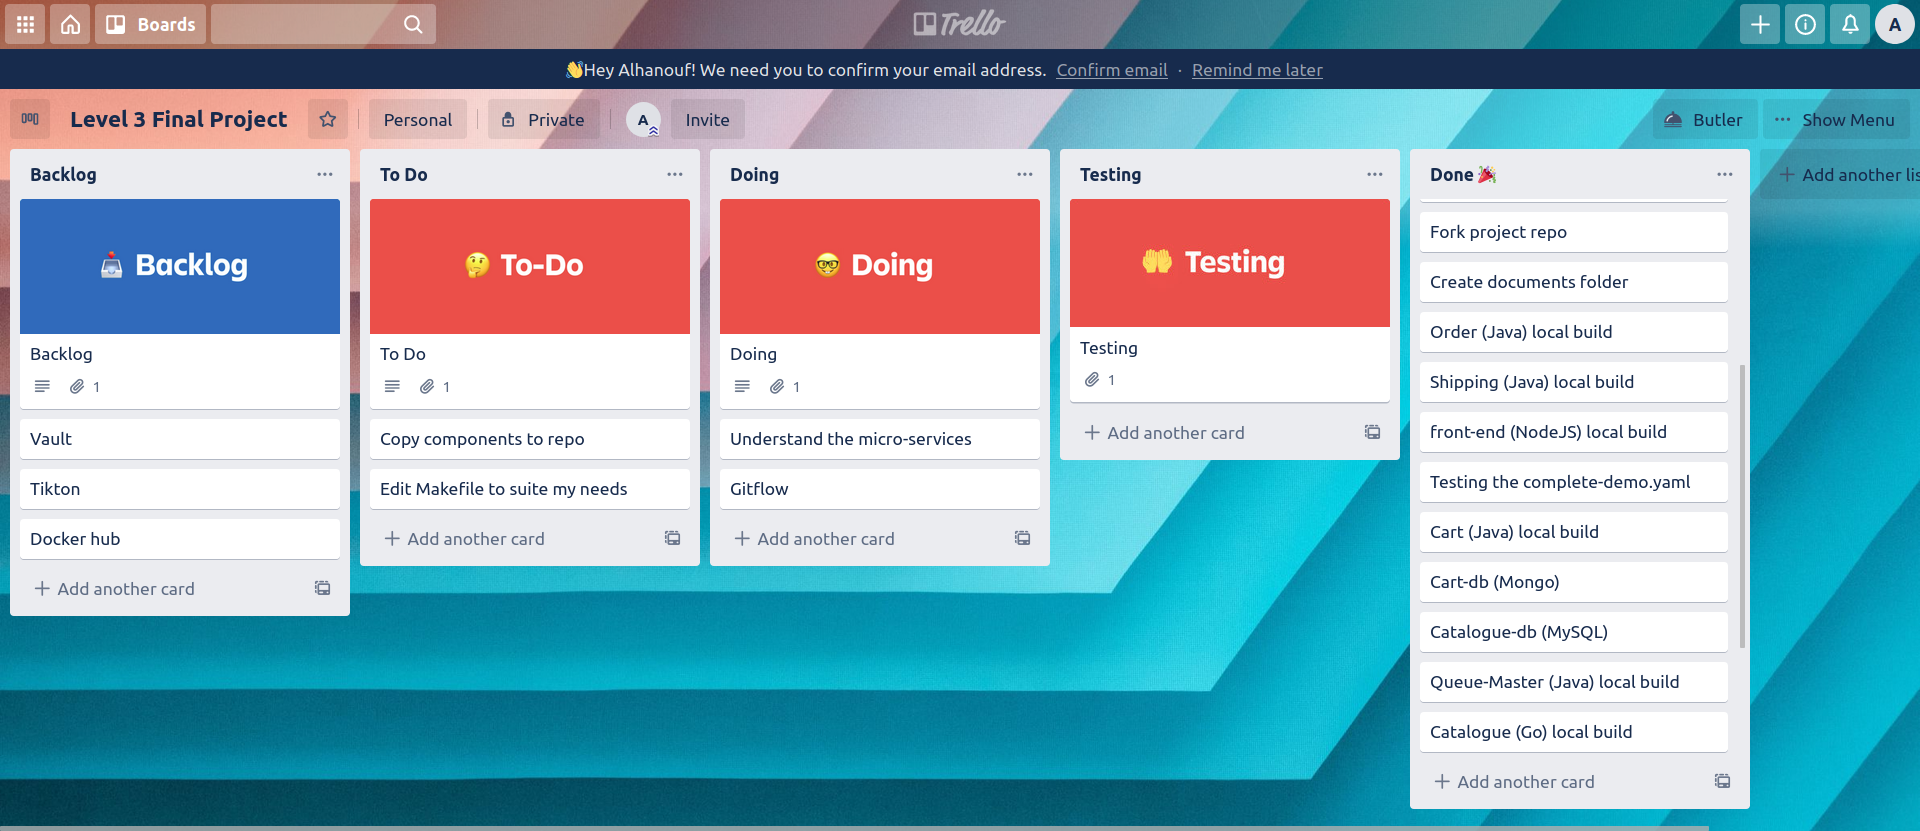 Boards
Trello
A
👋Hey Alhanouf! We need you to confirm your email address. Confirm email · Remind me later
Level 3 Final Project
Personal
Private
A
Invite
Butler
··· Show Menu
Backlog
Backlog
Backlog
1
Vault
Tikton
Docker hub
+ Add another card
To Do
To-Do
To Do
1
Copy components to repo
Edit Makefile to suite my needs
+ Add another card
Doing
Doing
Doing
1
Understand the micro-services
Gitflow
+ Add another card
Testing
Testing
Testing
1
+ Add another card
Done🎉
Fork project repo
Create documents folder
Order (Java) local build
Shipping (Java) local build
front-end (NodeJS) local build
Testing the complete-demo.yaml
Cart (Java) local build
Cart-db (Mongo)
Catalogue-db (MySQL)
Queue-Master (Java) local build
Catalogue (Go) local build
+ Add another card
+ Add another lis